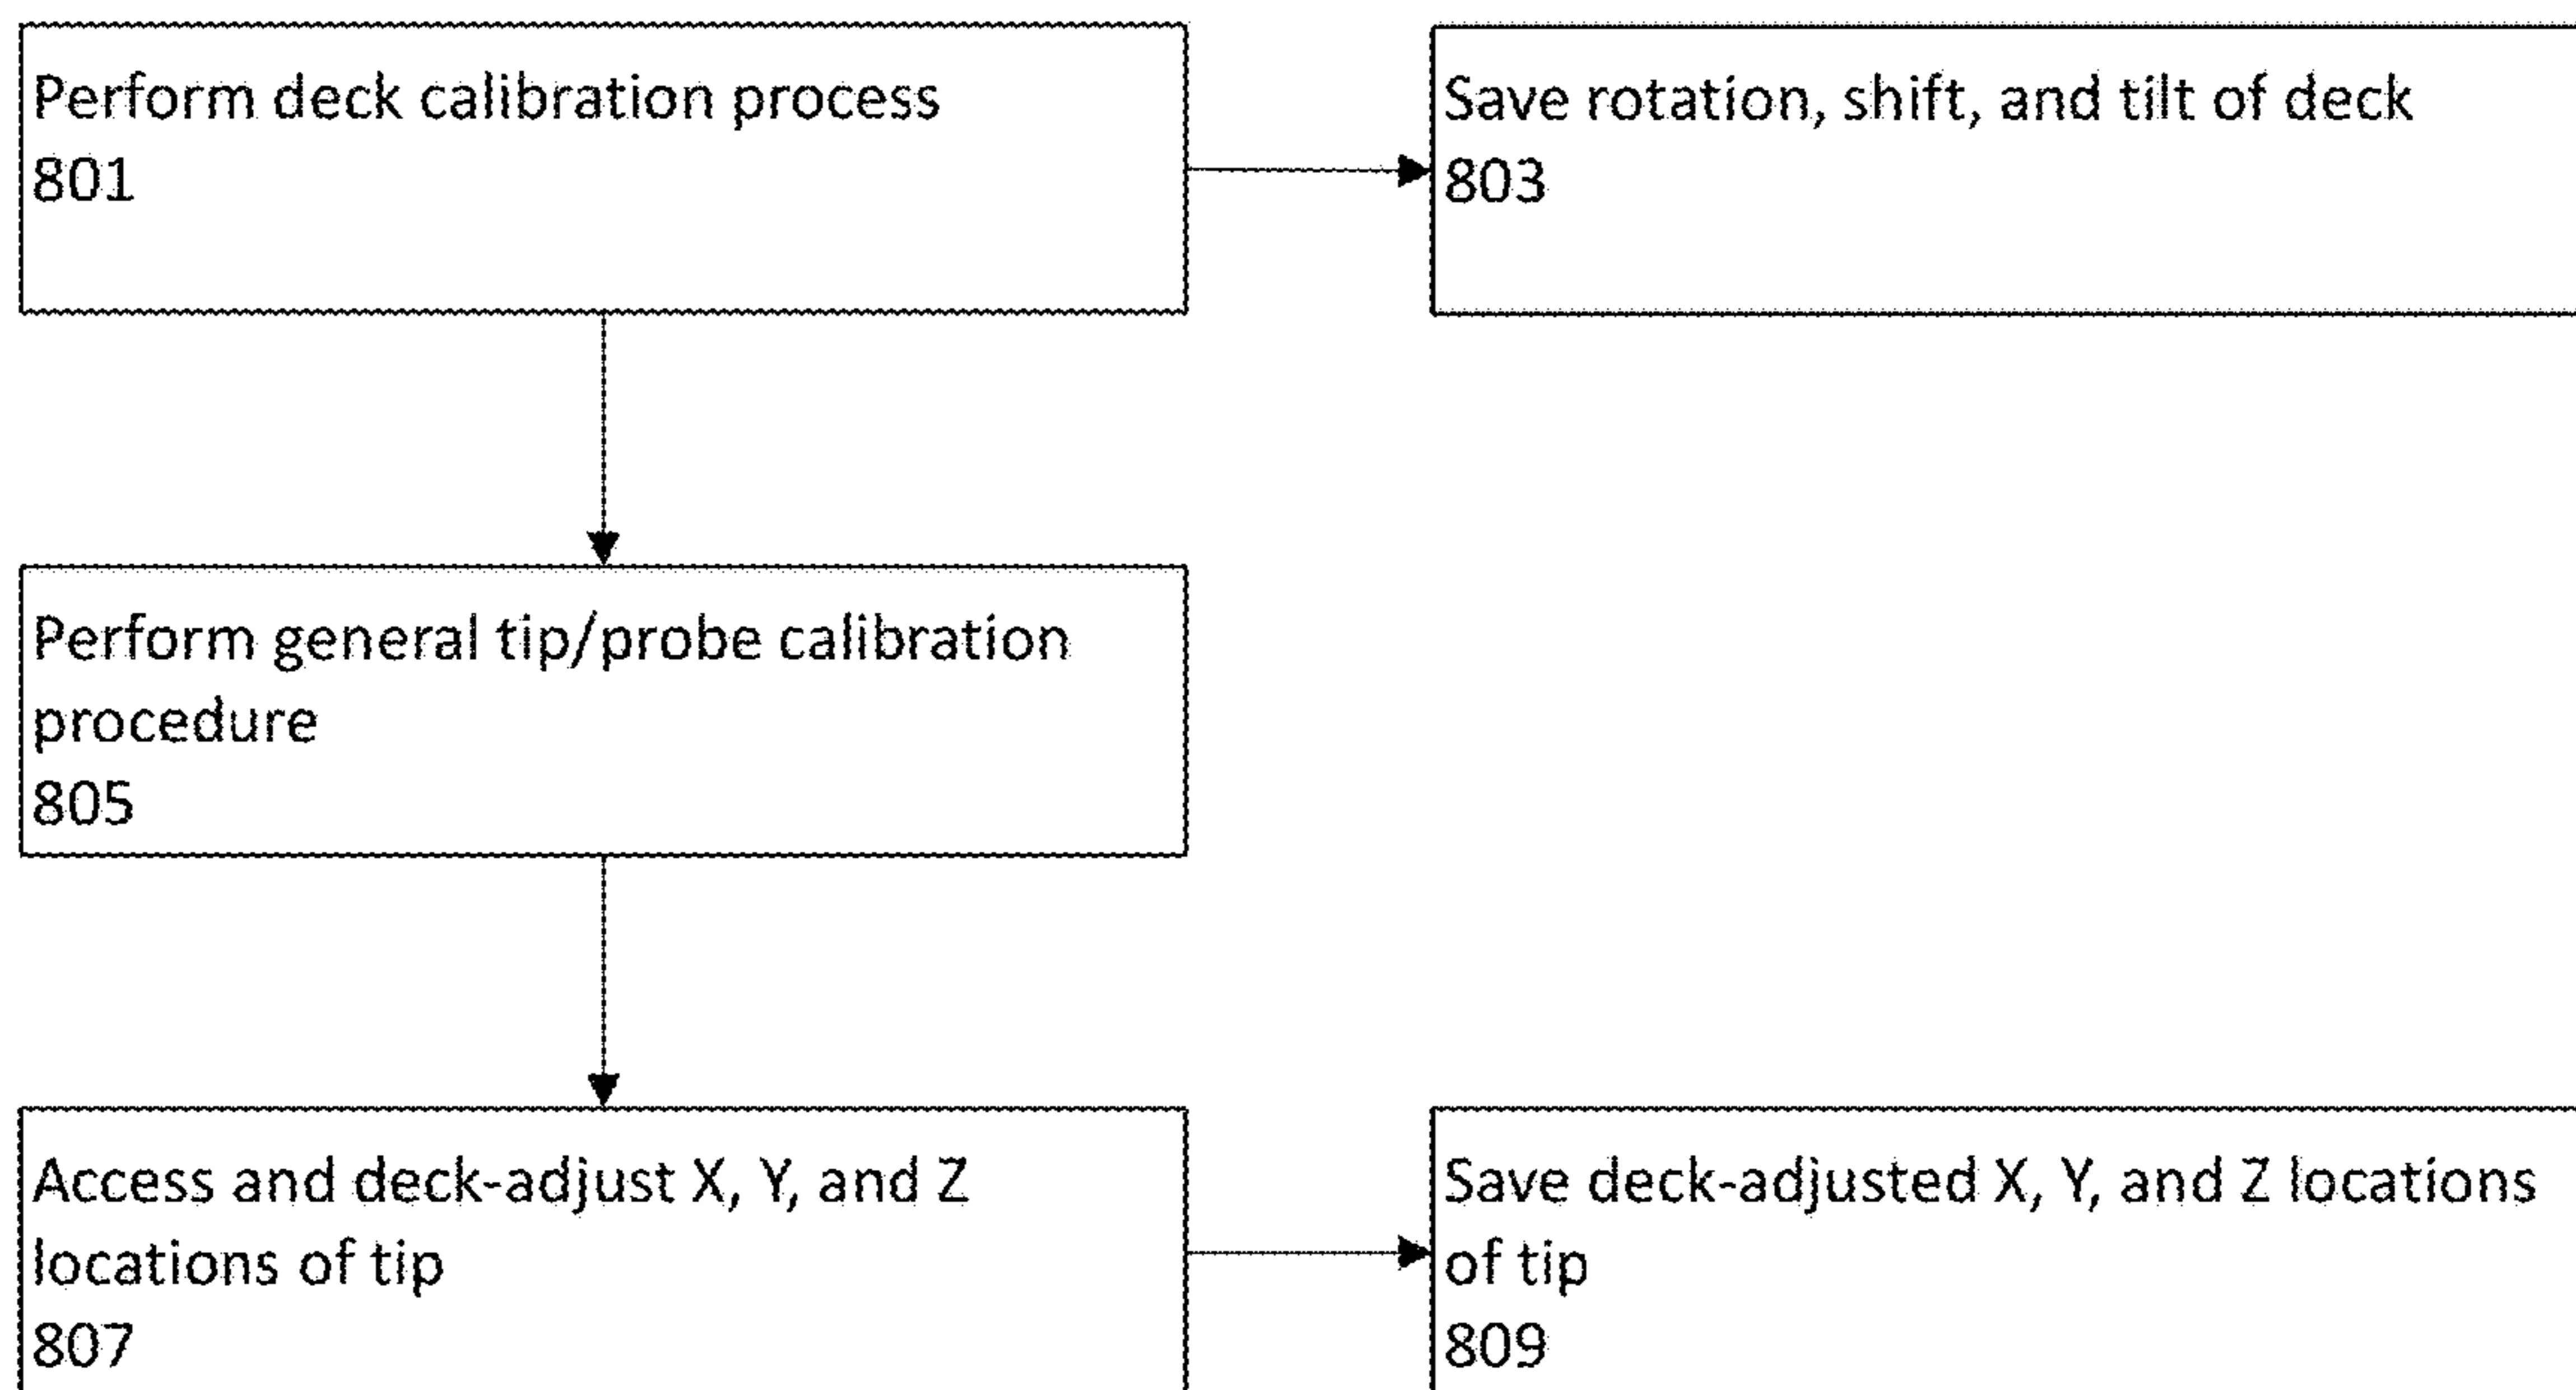 Perform deck calibration process
801
Save rotation, shift, and tilt of deck
803
Perform general tip/probe calibration
procedure
805
Access and deck-adjust X, Y, and Z
locations of tip
807
Save deck-adjusted X, Y, and Z locations
of tip
809